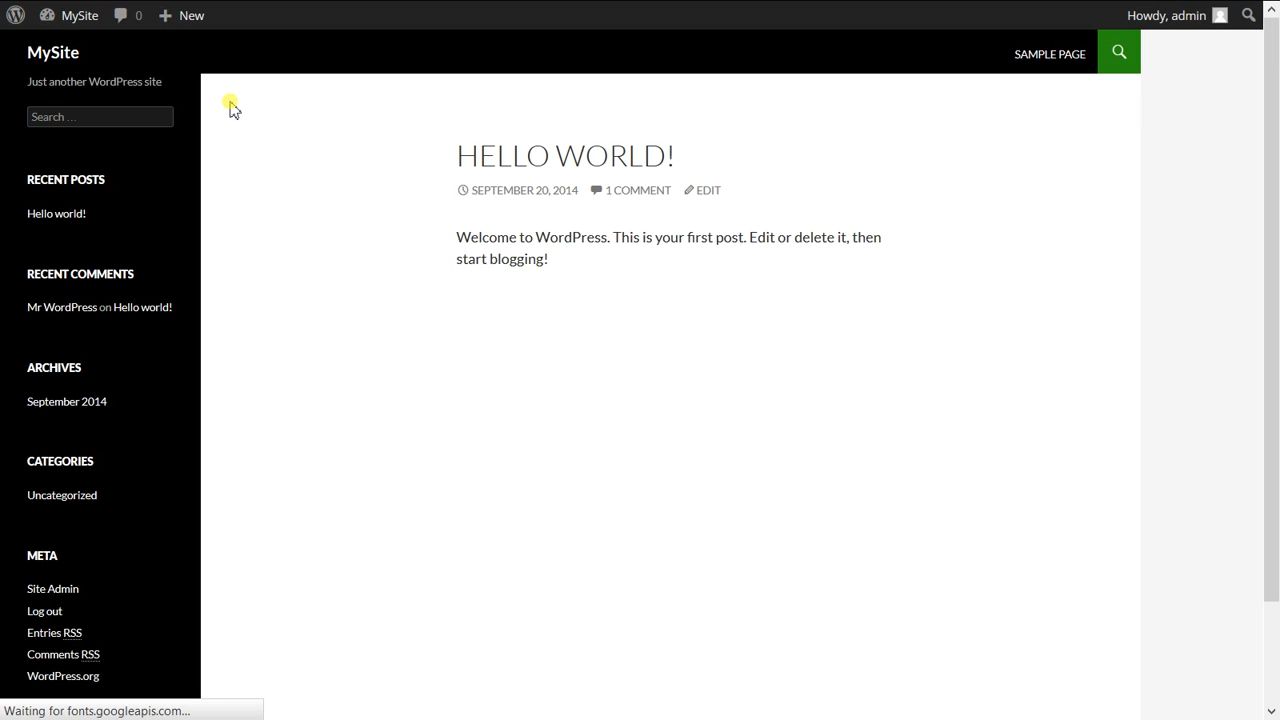 MySite
0
New
Howdy, admin
MySite
SAMPLE PAGE
Just another WordPress site
Search ...
RECENT POSTS
Hello world!
RECENT COMMENTS
Mr WordPress on Hello world!
ARCHIVES
September 2014
CATEGORIES
Uncategorized
META
Site Admin
Log out
Entries RSS
Comments RSS
WordPress.org
HELLO WORLD!
SEPTEMBER 20, 2014 1 COMMENT EDIT
Welcome to WordPress. This is your first post. Edit or delete it, then
start blogging!
Waiting for fonts.googleapis.com...